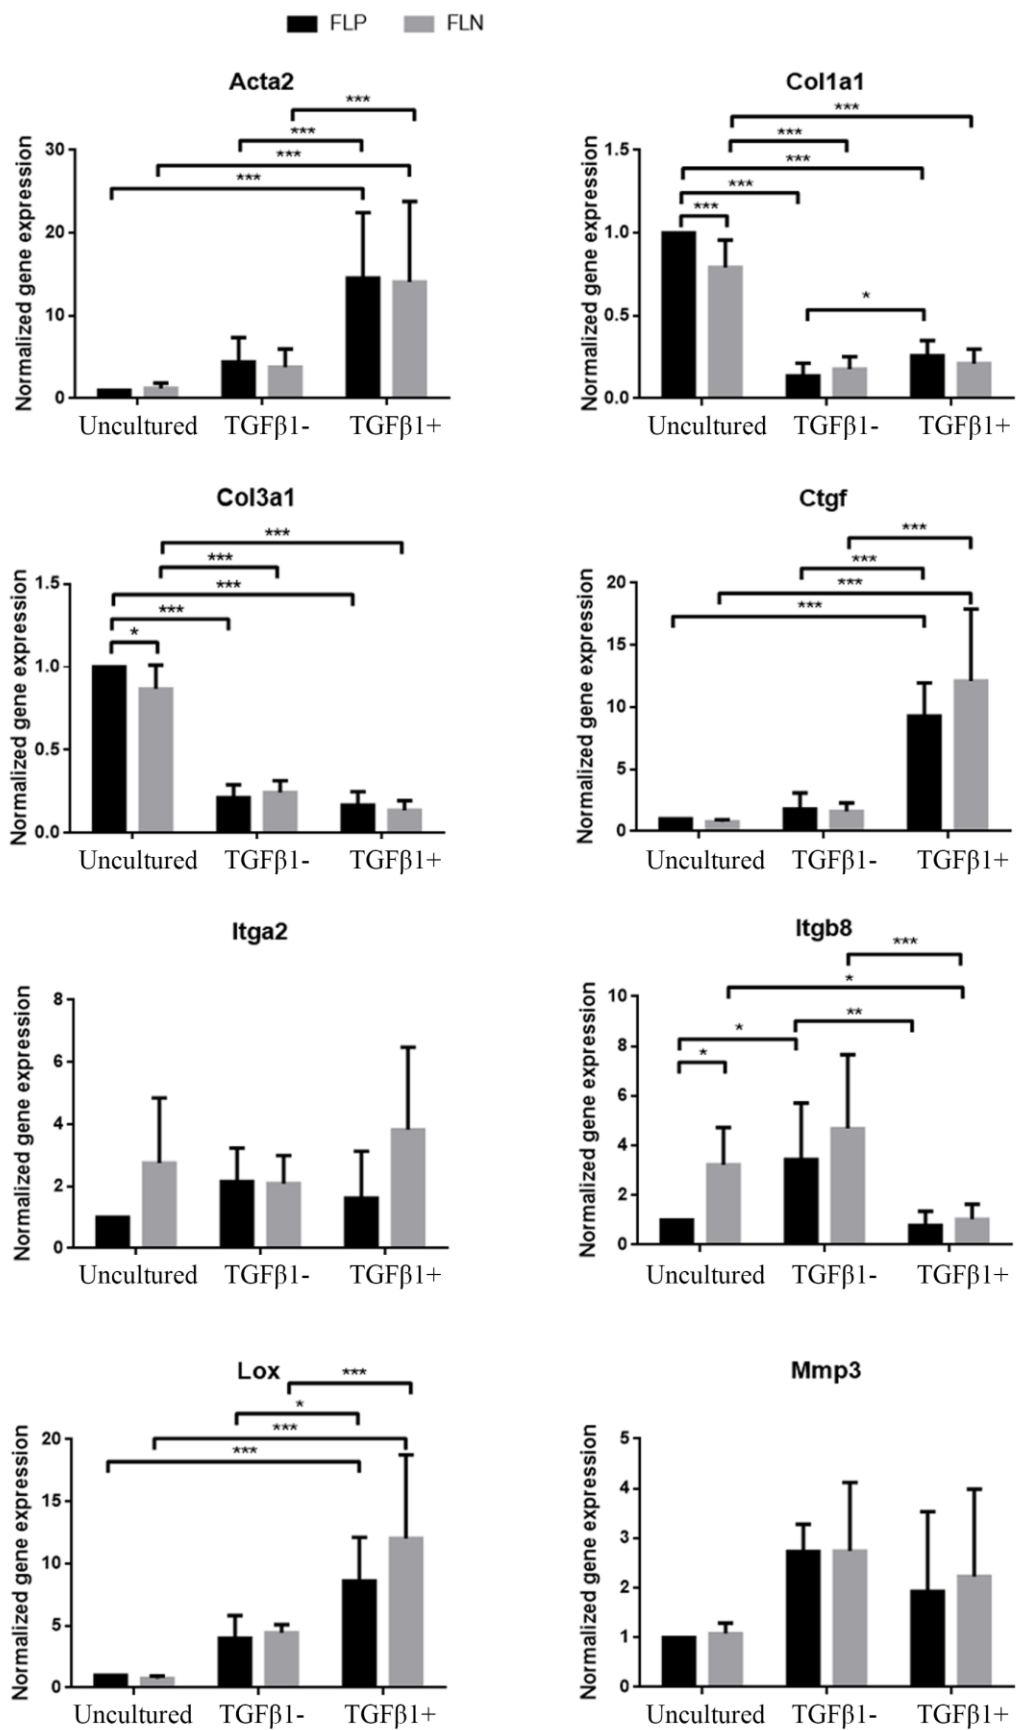 FLP FLN
Acta2
***
***
***
***
Normalized gene expression
30
20
10
0
Uncultured TGFβ1- TGFβ1+
Col1a1
***
***
***
***
***
*
Normalized gene expression
1.5
1.0
0.5
0.0
Uncultured TGFβ1- TGFβ1+
Col3a1
***
***
***
***
*
Normalized gene expression
1.5
1.0
0.5
0.0
Uncultured TGFβ1- TGFβ1+
Ctgf
***
***
***
***
Normalized gene expression
20
15
10
5
0
Uncultured TGFβ1- TGFβ1+
Itga2
Normalized gene expression
8
6
4
2
0
Uncultured TGFβ1- TGFβ1+
Itgb8
***
*
**
*
*
Normalized gene expression
10
8
6
4
2
0
Uncultured TGFβ1- TGFβ1+
Lox
***
*
***
***
Normalized gene expression
20
15
10
5
0
Uncultured TGFβ1- TGFβ1+
Mmp3
Normalized gene expression
5
4
3
2
1
0
Uncultured TGFβ1- TGFβ1+